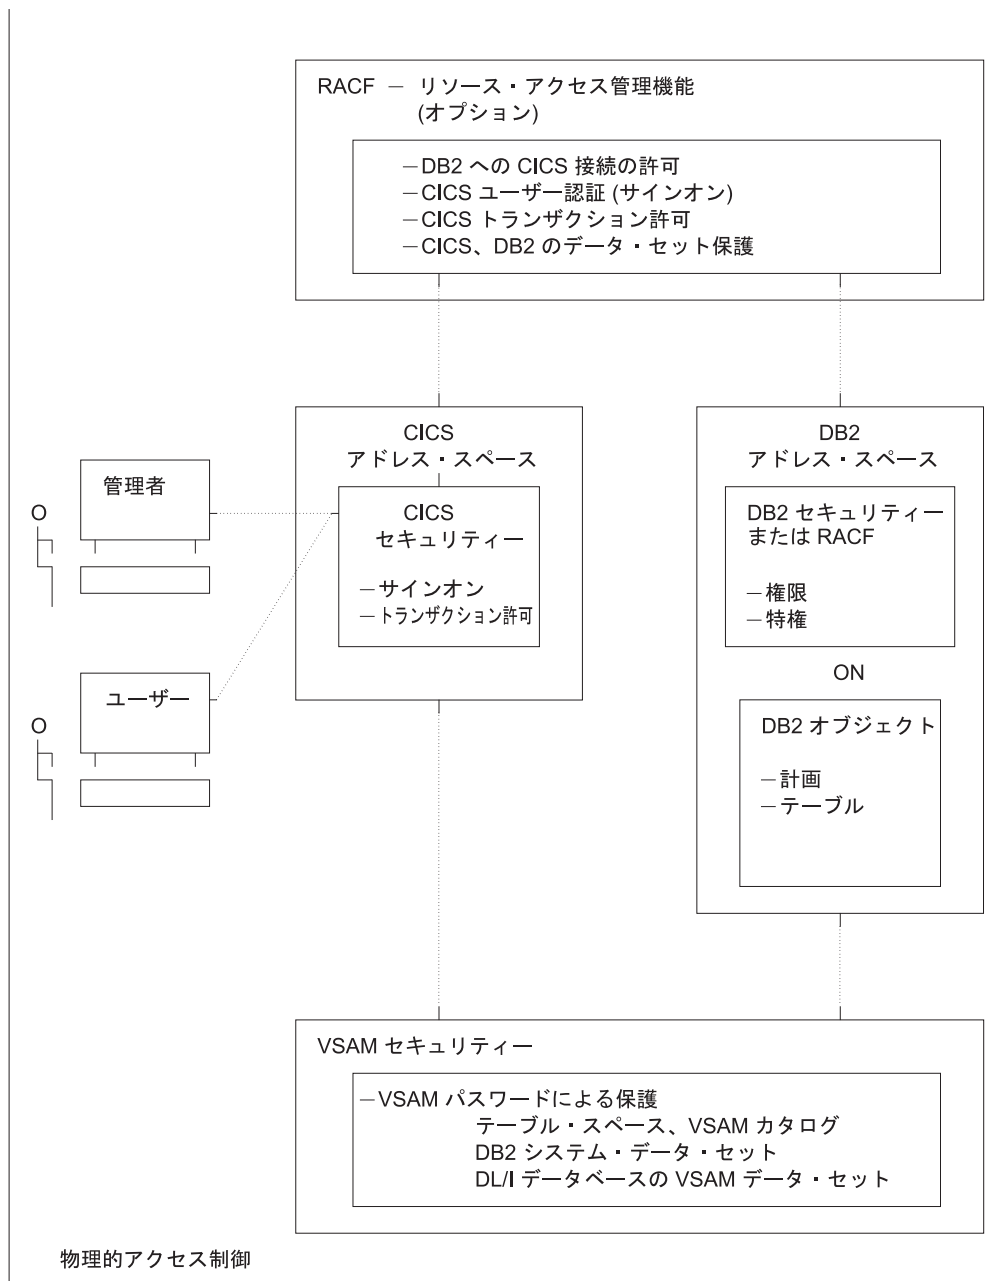 RACF － リソース・アクセス管理機能
(オプション)
－DB2 への CICS 接続の許可
－CICS ユーザー認証 (サインオン)
－CICS トランザクション許可
－CICS、DB2 のデータ・セット保護
CICS
アドレス・スペース
CICS
セキュリティー
－サインオン
－トランザクション許可
DB2
アドレス・スペース
DB2 セキュリティー
または RACF
－権限
－特権
ON
DB2 オブジェクト
－計画
－テーブル
管理者
ユーザー
VSAM セキュリティー
－VSAM パスワードによる保護
テーブル・スペース、VSAM カタログ
DB2 システム・データ・セット
DL/I データベースの VSAM データ・セット
物理的アクセス制御